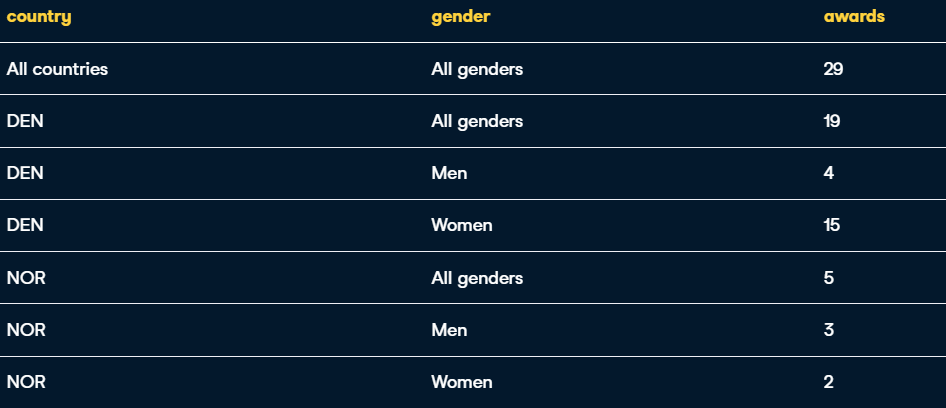 country gender awards
All countries All genders 29
DEN All genders 19
DEN Men 4
DEN Women 15
NOR All genders 5
NOR Men 3
NOR Women 2